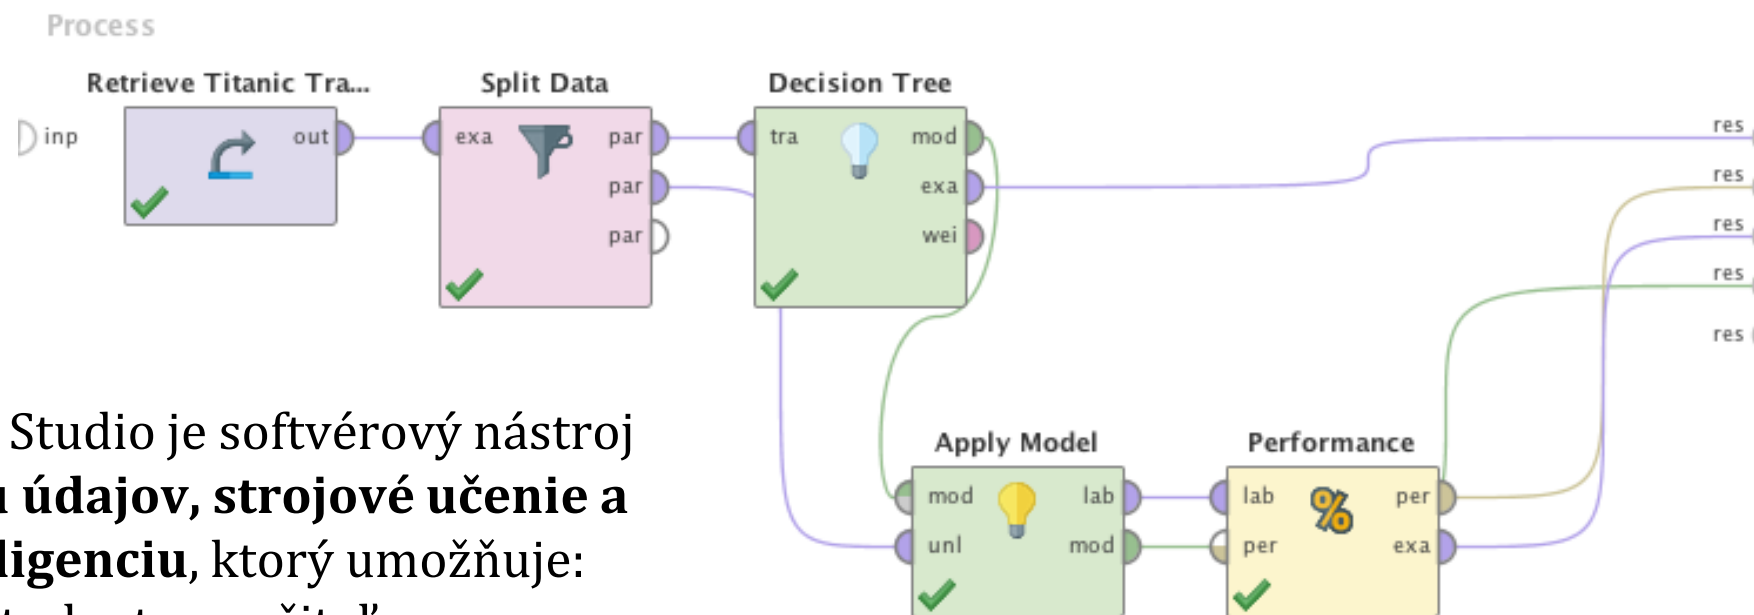 Process
Retrieve Titanic Tra...
Split Data
Decision Tree
inp
out
exa
par
par
par
tra
mod
exa
wei
res
res
res
res
res
Studio je softvérový nástroj
údajov, strojové učenie a
ktorý umožňuje:
Apply Model
Performance
mod
lab
unl
mod
lab
per
per
exa